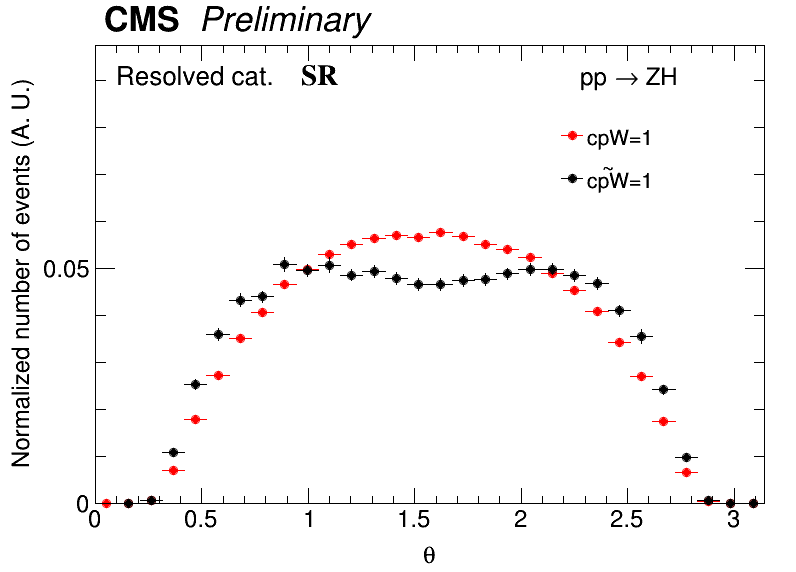 CMS Preliminary
Resolved cat. SR pp → ZH
cpW=1
cp̃W=1
Normalized number of events (A. U.)
0.05
0
0 0.5 1 1.5 2 2.5 3
θ